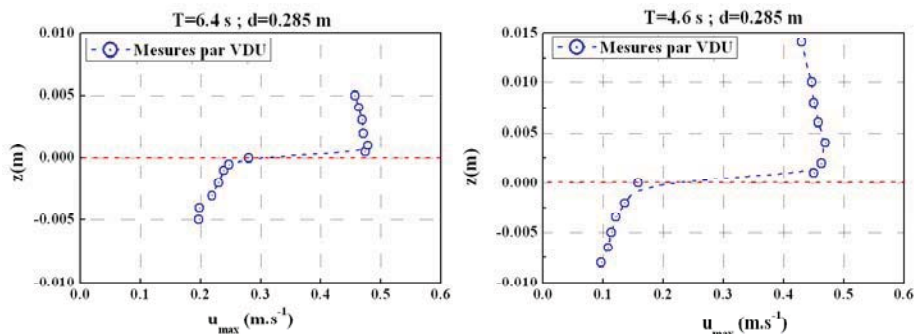 T=6.4 s ; d=0.285 m
0.010
Mesures par VDU
0.005
0.000
-0.005
-0.010
z(m)
0.0 0.1 0.2 0.3 0.4 0.5 0.6
u_max (m.s⁻¹)
T=4.6 s ; d=0.285 m
0.015
Mesures par VDU
0.010
0.005
0.000
-0.005
-0.010
z(m)
0.0 0.1 0.2 0.3 0.4 0.5 0.6
u_max (m.s⁻¹)